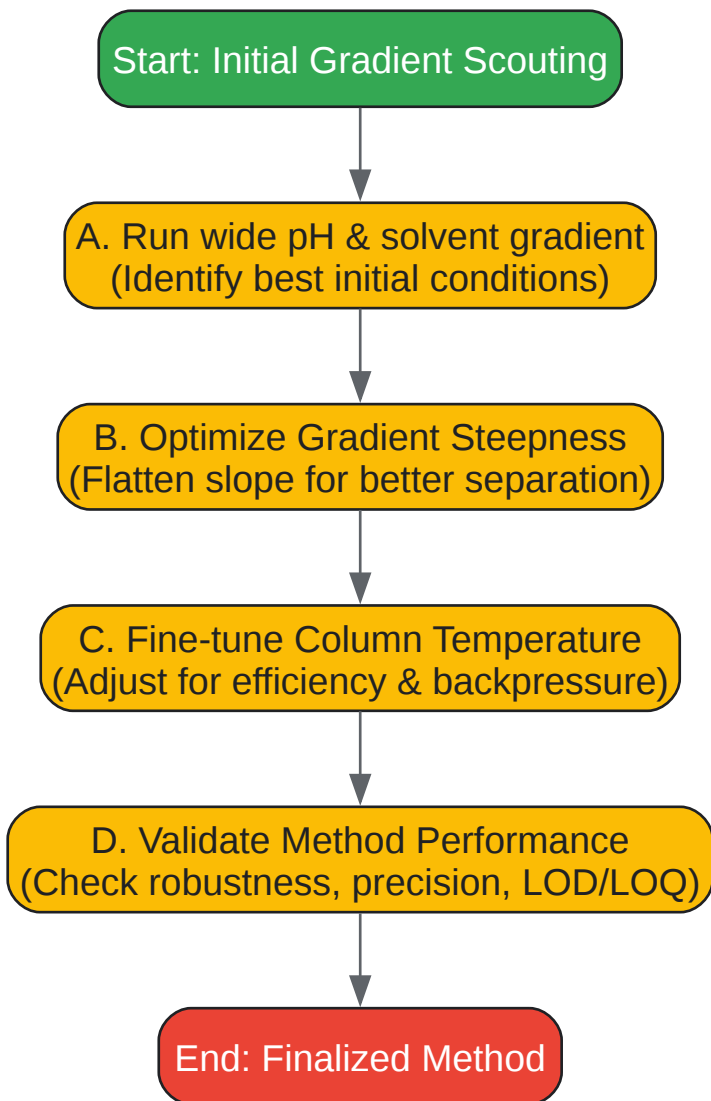 Start: Initial Gradient Scouting
A. Run wide pH & solvent gradient
(Identify best initial conditions)
B. Optimize Gradient Steepness
(Flatten slope for better separation)
C. Fine-tune Column Temperature
(Adjust for efficiency & backpressure)
D. Validate Method Performance
(Check robustness, precision, LOD/LOQ)
End: Finalized Method